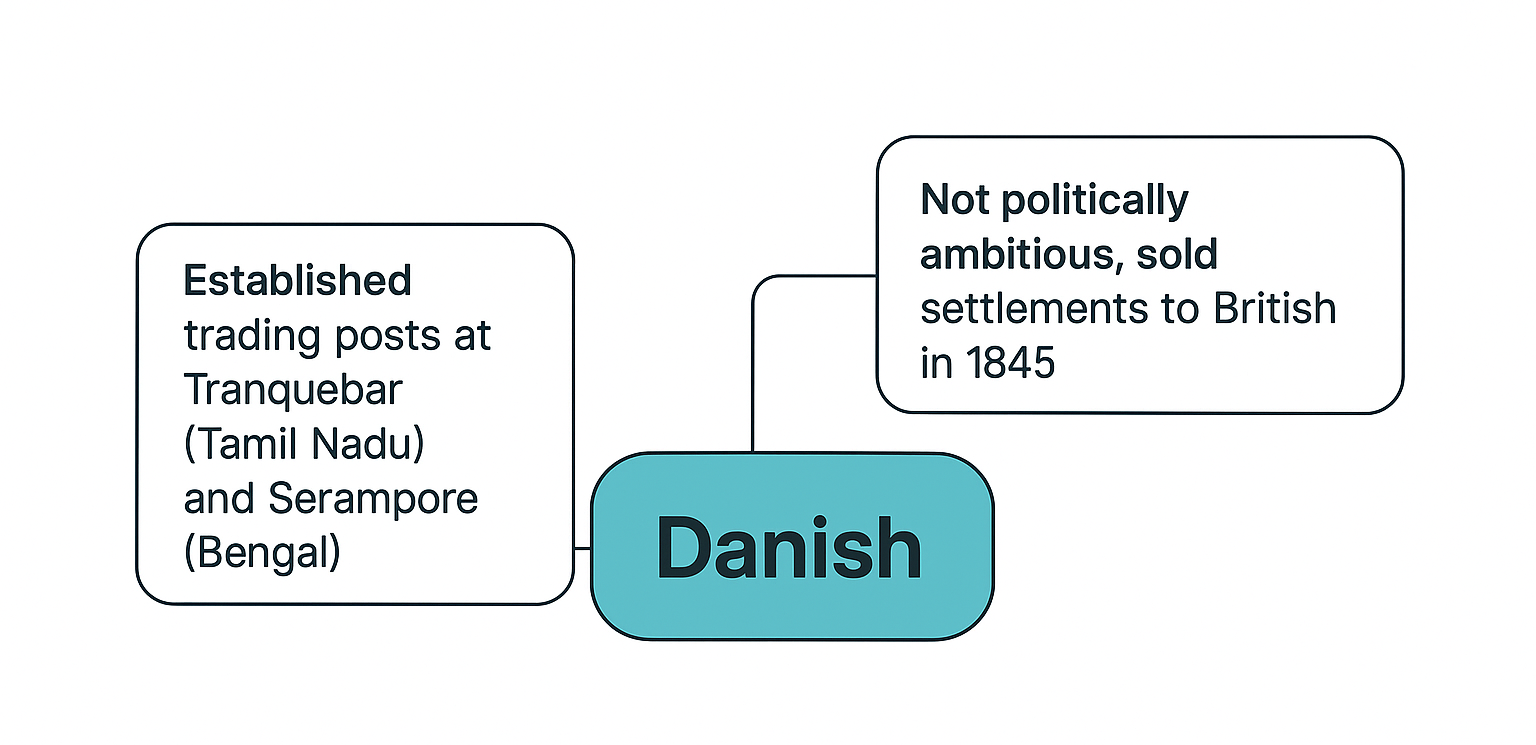 Established
trading posts at
Tranquebar
(Tamil Nadu)
and Serampore
(Bengal)
Not politically
ambitious, sold
settlements to British
in 1845
Danish